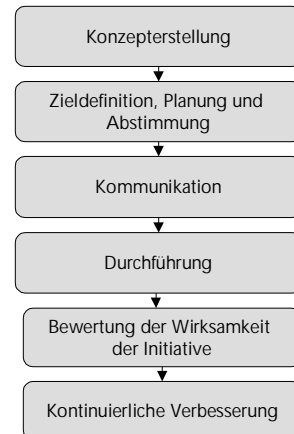 Konzepterstellung
Zieldefinition, Planung und
Abstimmung
Kommunikation
Durchführung
Bewertung der Wirksamkeit
der Initiative
Kontinuierliche Verbesserung